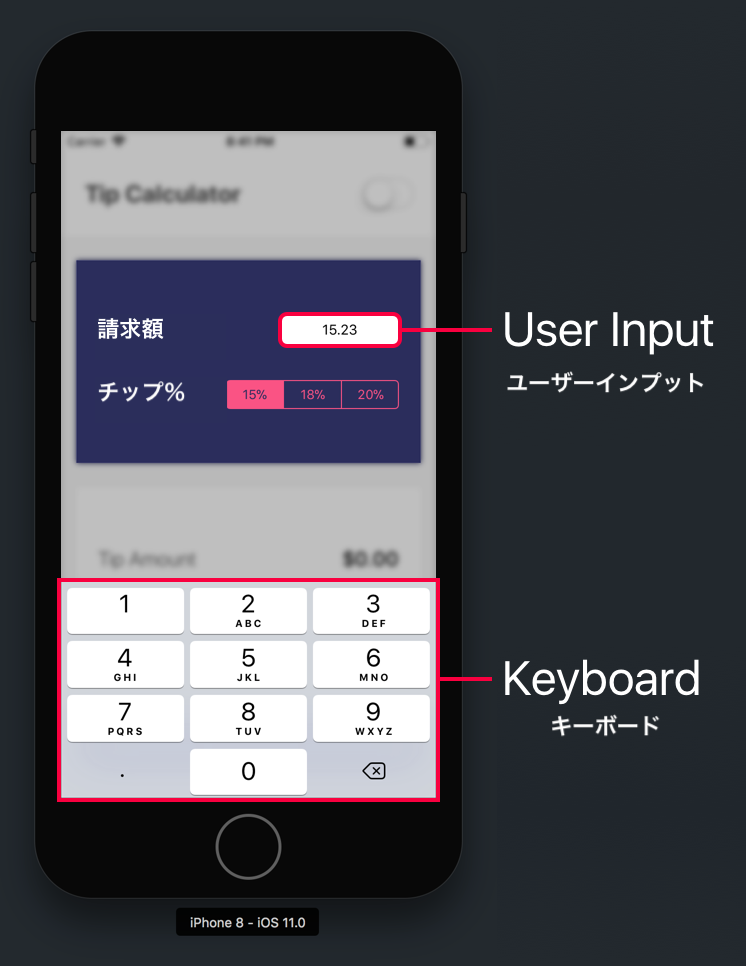 Carrier
8:41 PM
Tip Calculator
請求額
15.23
User Input
ユーザーインプット
チップ%
15% 18% 20%
Tip Amount $0.00
1 2 3
ABC DEF
4 5 6
GHI JKL MNO
Keyboard
キーボード
7 8 9
PQRS TUV WXYZ
. 0
iPhone 8 - iOS 11.0